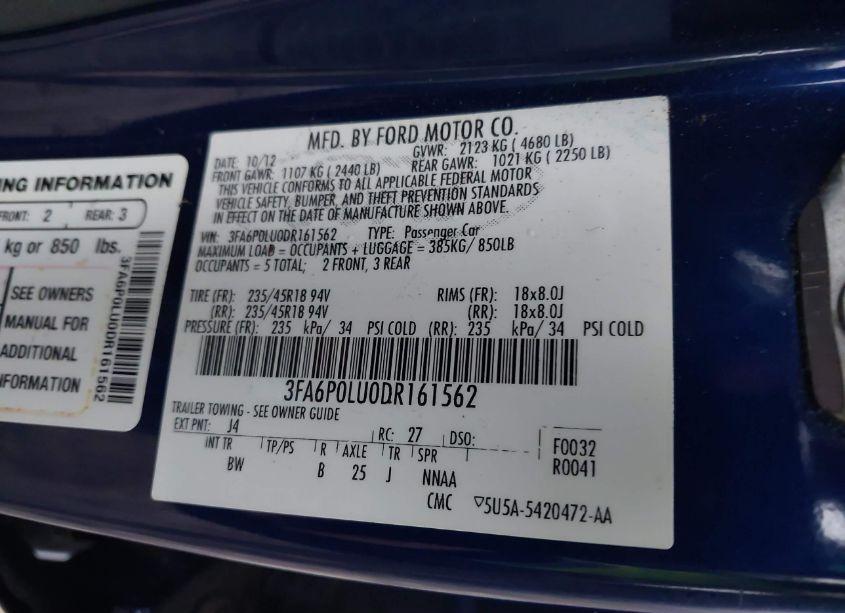 MFD. BY FORD MOTOR CO.
DATE: 10/12 GVWR: 2123 KG ( 4680 LB)
FRONT GAWR: 1107 KG ( 2440 LB) REAR GAWR: 1021 KG ( 2250 LB)
THIS VEHICLE CONFORMS TO ALL APPLICABLE FEDERAL MOTOR
VEHICLE SAFETY, BUMPER, AND THEFT PREVENTION STANDARDS
IN EFFECT ON THE DATE OF MANUFACTURE SHOWN ABOVE.
VIN: 3FA6P0LU0DR161562 TYPE: Passenger Car
MAXIMUM LOAD = OCCUPANTS + LUGGAGE = 385KG/ 850LB
OCCUPANTS = 5 TOTAL; 2 FRONT, 3 REAR
TIRE (FR): 235/45R18 94V RIMS (FR): 18x8.0J
(RR): 235/45R18 94V (RR): 18x8.0J
PRESSURE (FR): 235 kPa/ 34 PSI COLD (RR): 235 kPa/ 34 PSI COLD
3FA6P0LU0DR161562
TRAILER TOWING - SEE OWNER GUIDE
EXT PNT: J4 RC: 27 DSO: F0032
R0041
INT TR TP/PS R AXLE TR SPR
BW B 25 J NNAA
CMC ▽5U5A-5420472-AA
NG INFORMATION
FRONT: 2 REAR: 3
kg or 850 lbs.
SEE OWNERS
MANUAL FOR
ADDITIONAL
INFORMATION
3FA6P0LU0DR161562